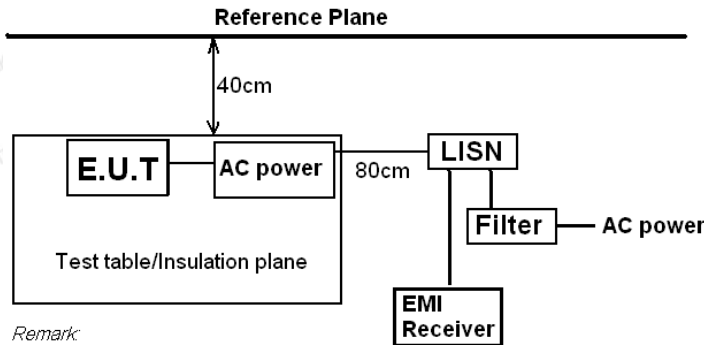 Reference Plane
40cm
E.U.T
AC power
80cm
LISN
Filter
AC power
Test table/Insulation plane
EMI
Receiver
Remark: